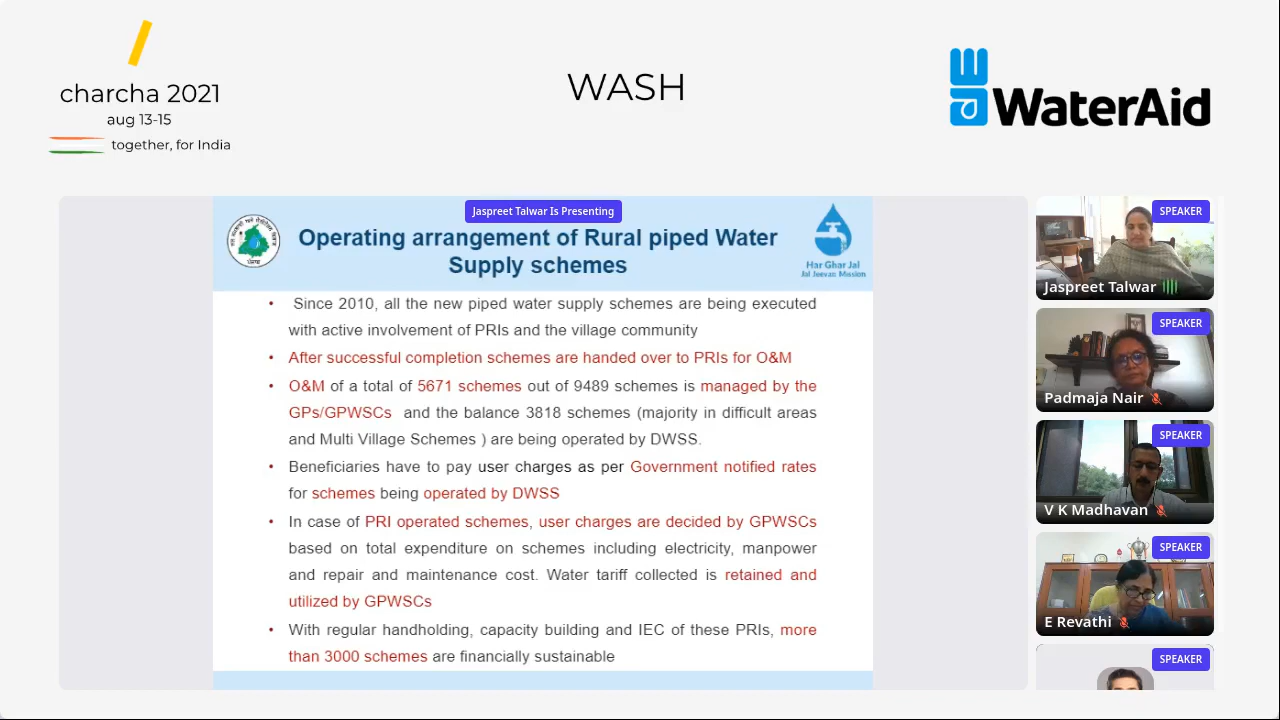 charcha 2021
aug 13-15
together, for India
WASH
WaterAid
Jaspreet Talwar Is Presenting
Operating arrangement of Rural piped Water
Supply schemes
Har Ghar Jal
Jal Jeevan Mission
• Since 2010, all the new piped water supply schemes are being executed
with active involvement of PRIs and the village community
• After successful completion schemes are handed over to PRIs for O&M
• O&M of a total of 5671 schemes out of 9489 schemes is managed by the
GPs/GPWSCs and the balance 3818 schemes (majority in difficult areas
and Multi Village Schemes ) are being operated by DWSS.
• Beneficiaries have to pay user charges as per Government notified rates
for schemes being operated by DWSS
• In case of PRI operated schemes, user charges are decided by GPWSCs
based on total expenditure on schemes including electricity, manpower
and repair and maintenance cost. Water tariff collected is retained and
utilized by GPWSCs
• With regular handholding, capacity building and IEC of these PRIs, more
than 3000 schemes are financially sustainable
SPEAKER
Jaspreet Talwar
SPEAKER
Padmaja Nair
SPEAKER
V K Madhavan
SPEAKER
E Revathi
SPEAKER